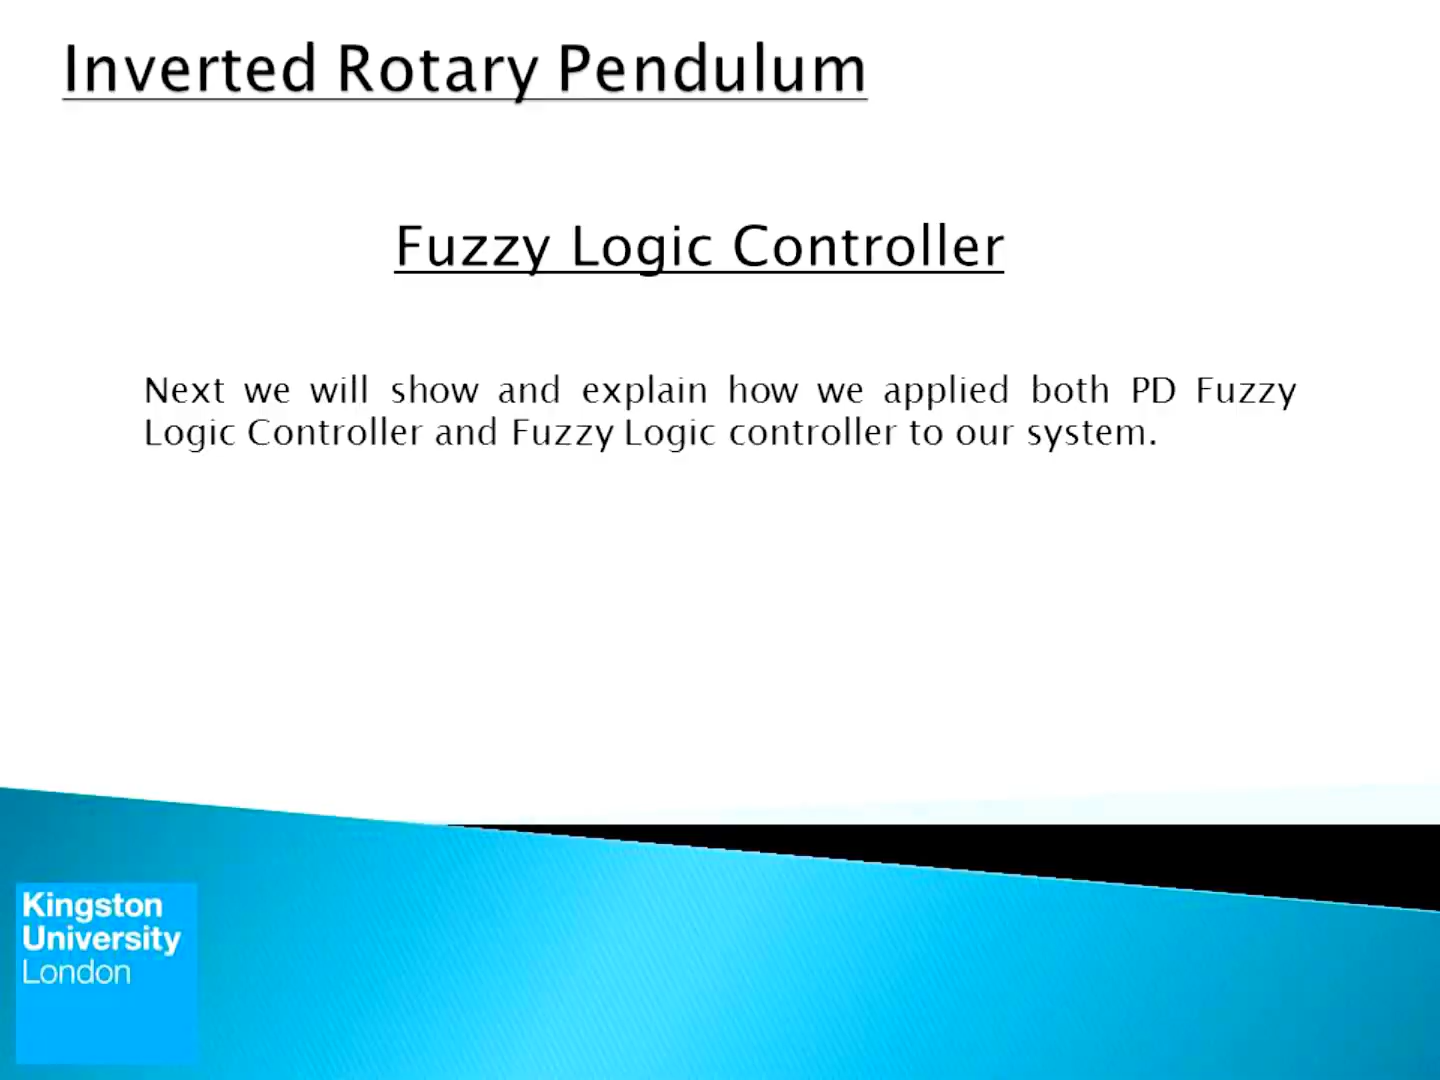 Inverted Rotary Pendulum
Fuzzy Logic Controller
Next we will show and explain how we applied both PD Fuzzy
Logic Controller and Fuzzy Logic controller to our system.
Kingston
University
London